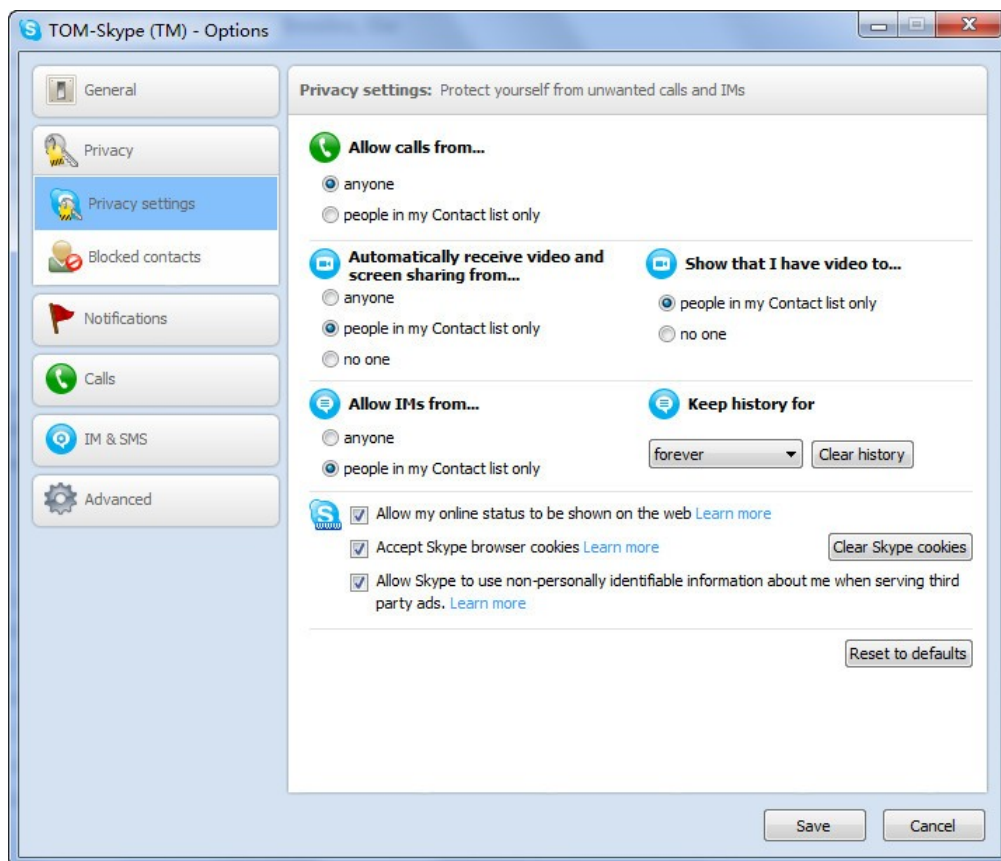 TOM-Skype (TM) - Options
General
Privacy
Privacy settings
Blocked contacts
Notifications
Calls
IM & SMS
Advanced
Privacy settings: Protect yourself from unwanted calls and IMs
Allow calls from...
anyone
people in my Contact list only
Automatically receive video and
screen sharing from...
anyone
people in my Contact list only
no one
Show that I have video to...
people in my Contact list only
no one
Allow IMs from...
anyone
people in my Contact list only
Keep history for
forever
Clear history
Allow my online status to be shown on the web Learn more
Accept Skype browser cookies Learn more
Clear Skype cookies
Allow Skype to use non-personally identifiable information about me when serving third
party ads. Learn more
Reset to defaults
Save
Cancel